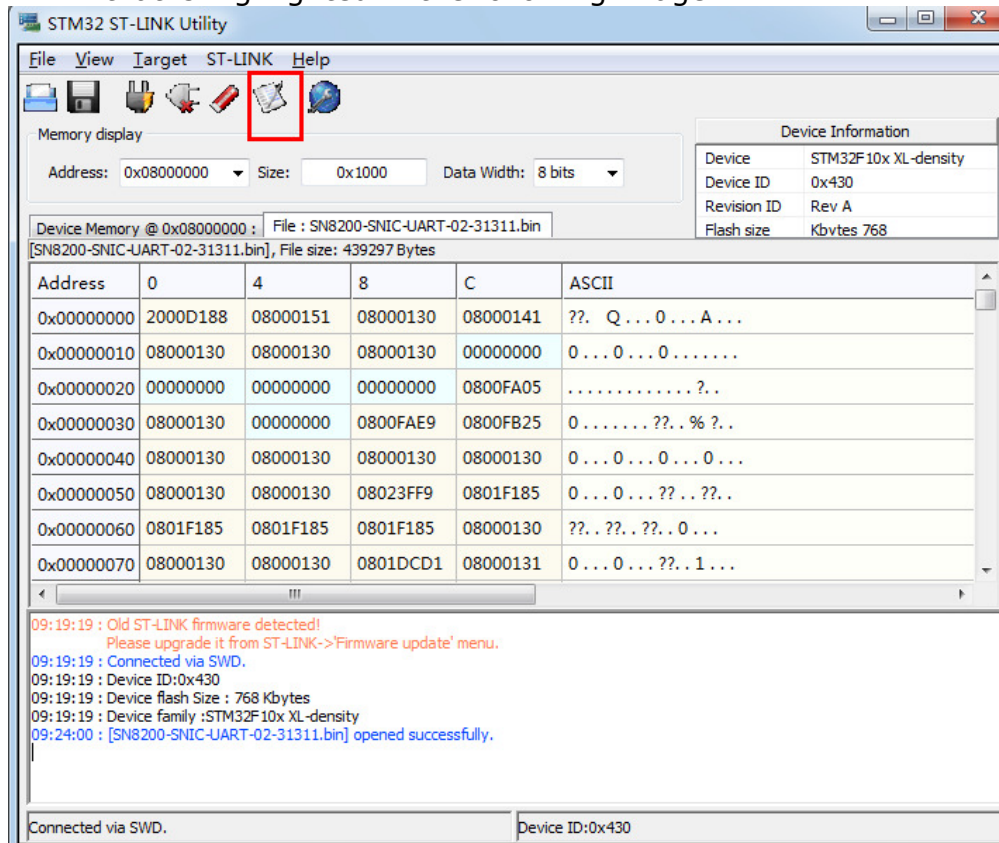 STM32 ST-LINK Utility
File View Target ST-LINK Help
Memory display
Address: 0x08000000 Size: 0x1000 Data Width: 8 bits
Device Information
Device STM32F10x XL-density
Device ID 0x430
Revision ID Rev A
Flash size Kbytes 768
Device Memory @ 0x08000000 : File : SN8200-SNIC-UART-02-31311.bin
[SN8200-SNIC-UART-02-31311.bin], File size: 439297 Bytes
Address 0 4 8 C ASCII
0x00000000 2000D188 08000151 08000130 08000141 ??. Q...0...A...
0x00000010 08000130 08000130 08000130 00000000 0...0...0.......
0x00000020 00000000 00000000 00000000 0800FA05 .............?..
0x00000030 08000130 00000000 0800FAE9 0800FB25 0.......??..%?..
0x00000040 08000130 08000130 08000130 08000130 0...0...0...0...
0x00000050 08000130 08000130 08023FF9 0801F185 0...0...??..??..
0x00000060 0801F185 0801F185 0801F185 08000130 ??..??..??..0...
0x00000070 08000130 08000130 0801DCD1 08000131 0...0...??..1...
09:19:19 : Old ST-LINK firmware detected!
Please upgrade it from ST-LINK->'Firmware update' menu.
09:19:19 : Connected via SWD.
09:19:19 : Device ID:0x430
09:19:19 : Device flash Size : 768 Kbytes
09:19:19 : Device family :STM32F10x XL-density
09:24:00 : [SN8200-SNIC-UART-02-31311.bin] opened successfully.
Connected via SWD. Device ID:0x430